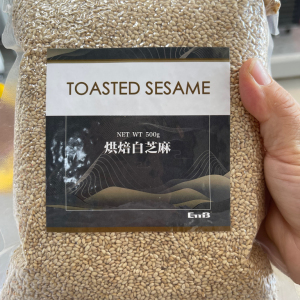 TOASTED SESAME
NET WT 500g
烘焙白芝麻
EnB